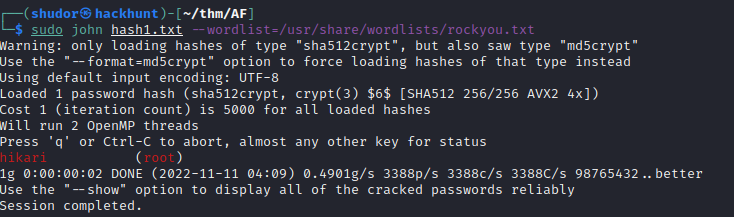 ┌──(shudor㉿hackhunt)-[~/thm/AF]
└─$ sudo john hash1.txt --wordlist=/usr/share/wordlists/rockyou.txt
Warning: only loading hashes of type "sha512crypt", but also saw type "md5crypt"
Use the "--format=md5crypt" option to force loading hashes of that type instead
Using default input encoding: UTF-8
Loaded 1 password hash (sha512crypt, crypt(3) $6$ [SHA512 256/256 AVX2 4x])
Cost 1 (iteration count) is 5000 for all loaded hashes
Will run 2 OpenMP threads
Press 'q' or Ctrl-C to abort, almost any other key for status
hikari           (root)
1g 0:00:00:02 DONE (2022-11-11 04:09) 0.4901g/s 3388p/s 3388c/s 3388C/s 98765432..better
Use the "--show" option to display all of the cracked passwords reliably
Session completed.